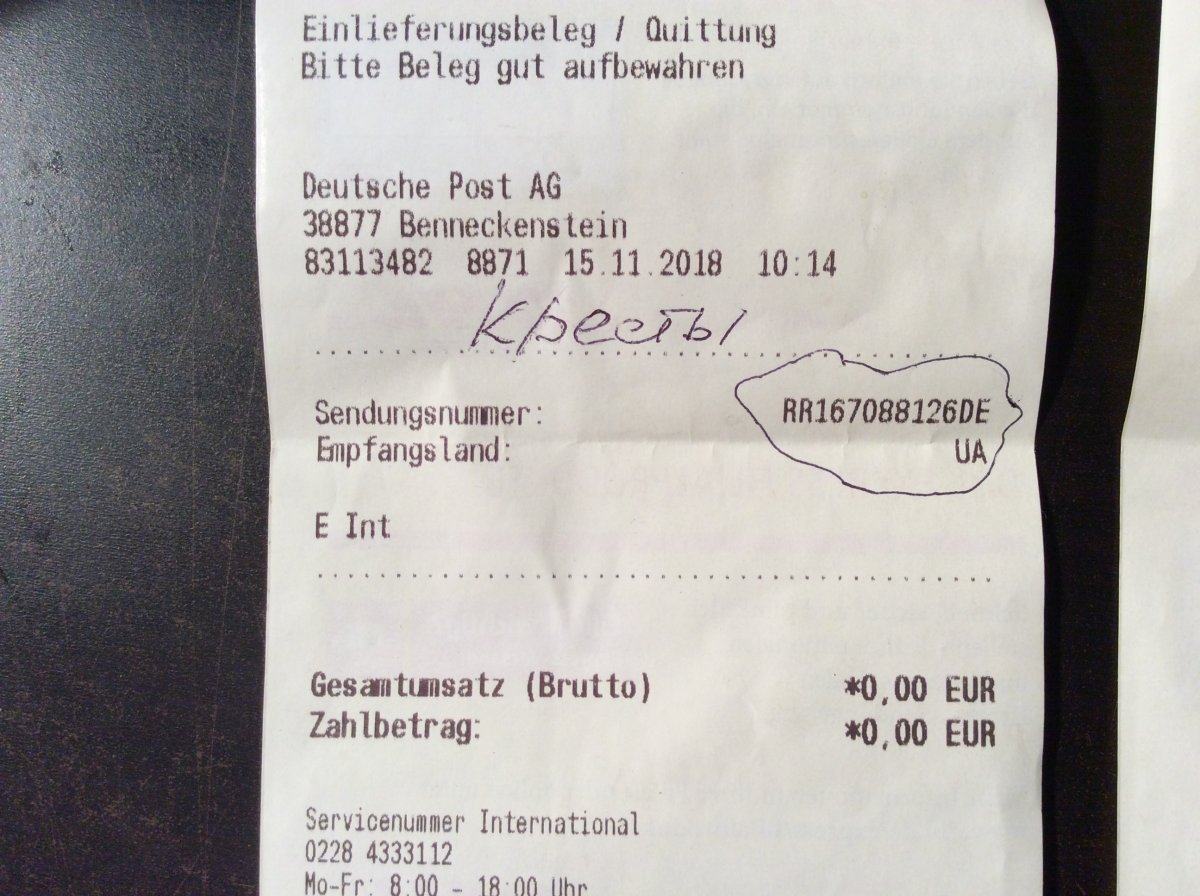 Einlieferungsbeleg / Quittung
Bitte Beleg gut aufbewahren
Deutsche Post AG
38877 Benneckenstein
83113482 8871 15.11.2018 10:14
Кресты
Sendungsnummer: RR167088126DE
Empfangsland: UA
E Int
Gesamtumsatz (Brutto) *0,00 EUR
Zahlbetrag: *0,00 EUR
Servicenummer International
0228 4333112
Mo-Fr: 8:00 - 18:00 Uhr